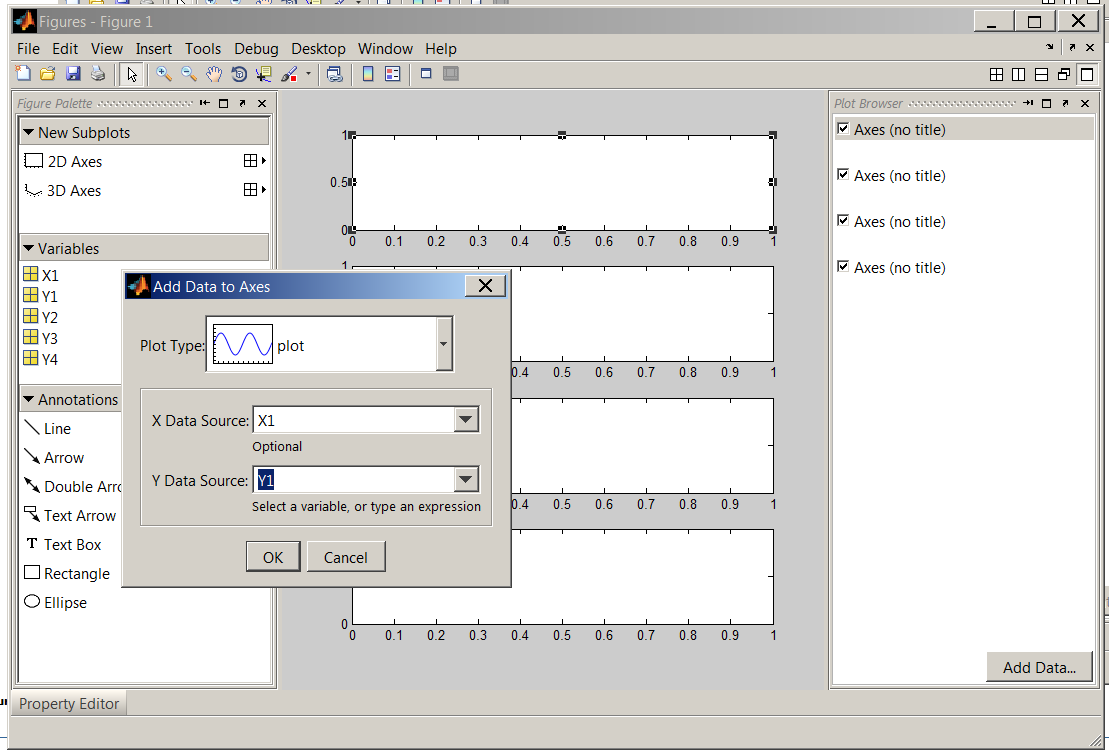 Figures - Figure 1
File Edit View Insert Tools Debug Desktop Window Help
Figure Palette
New Subplots
2D Axes
3D Axes
Variables
X1
Y1
Y2
Y3
Y4
Annotations
Line
Arrow
Double Arro
Text Arrow
Text Box
Rectangle
Ellipse
1
0.5
0
0 0.1 0.2 0.3 0.4 0.5 0.6 0.7 0.8 0.9 1
1
0.4 0.5 0.6 0.7 0.8 0.9 1
0.4 0.5 0.6 0.7 0.8 0.9 1
0
0 0.1 0.2 0.3 0.4 0.5 0.6 0.7 0.8 0.9 1
Add Data to Axes
Plot Type: plot
X Data Source: X1
Optional
Y Data Source: Y1
Select a variable, or type an expression
OK Cancel
Plot Browser
Axes (no title)
Axes (no title)
Axes (no title)
Axes (no title)
Add Data...
Property Editor